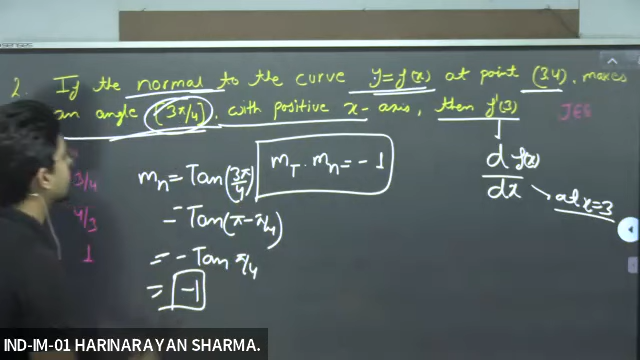 senses:
2. If the normal to the curve y=f(x) at point (3,4), makes
an angle (3π/4), with positive x-axis, then f'(3)
JEE
3/4
4/3
1
mn = Tan(3π/4)
= Tan(π-π/4)
= - Tan π/4
= -1
mT . mn = -1
d f(x)
dx
at x=3
IND-IM-01 HARINARAYAN SHARMA.